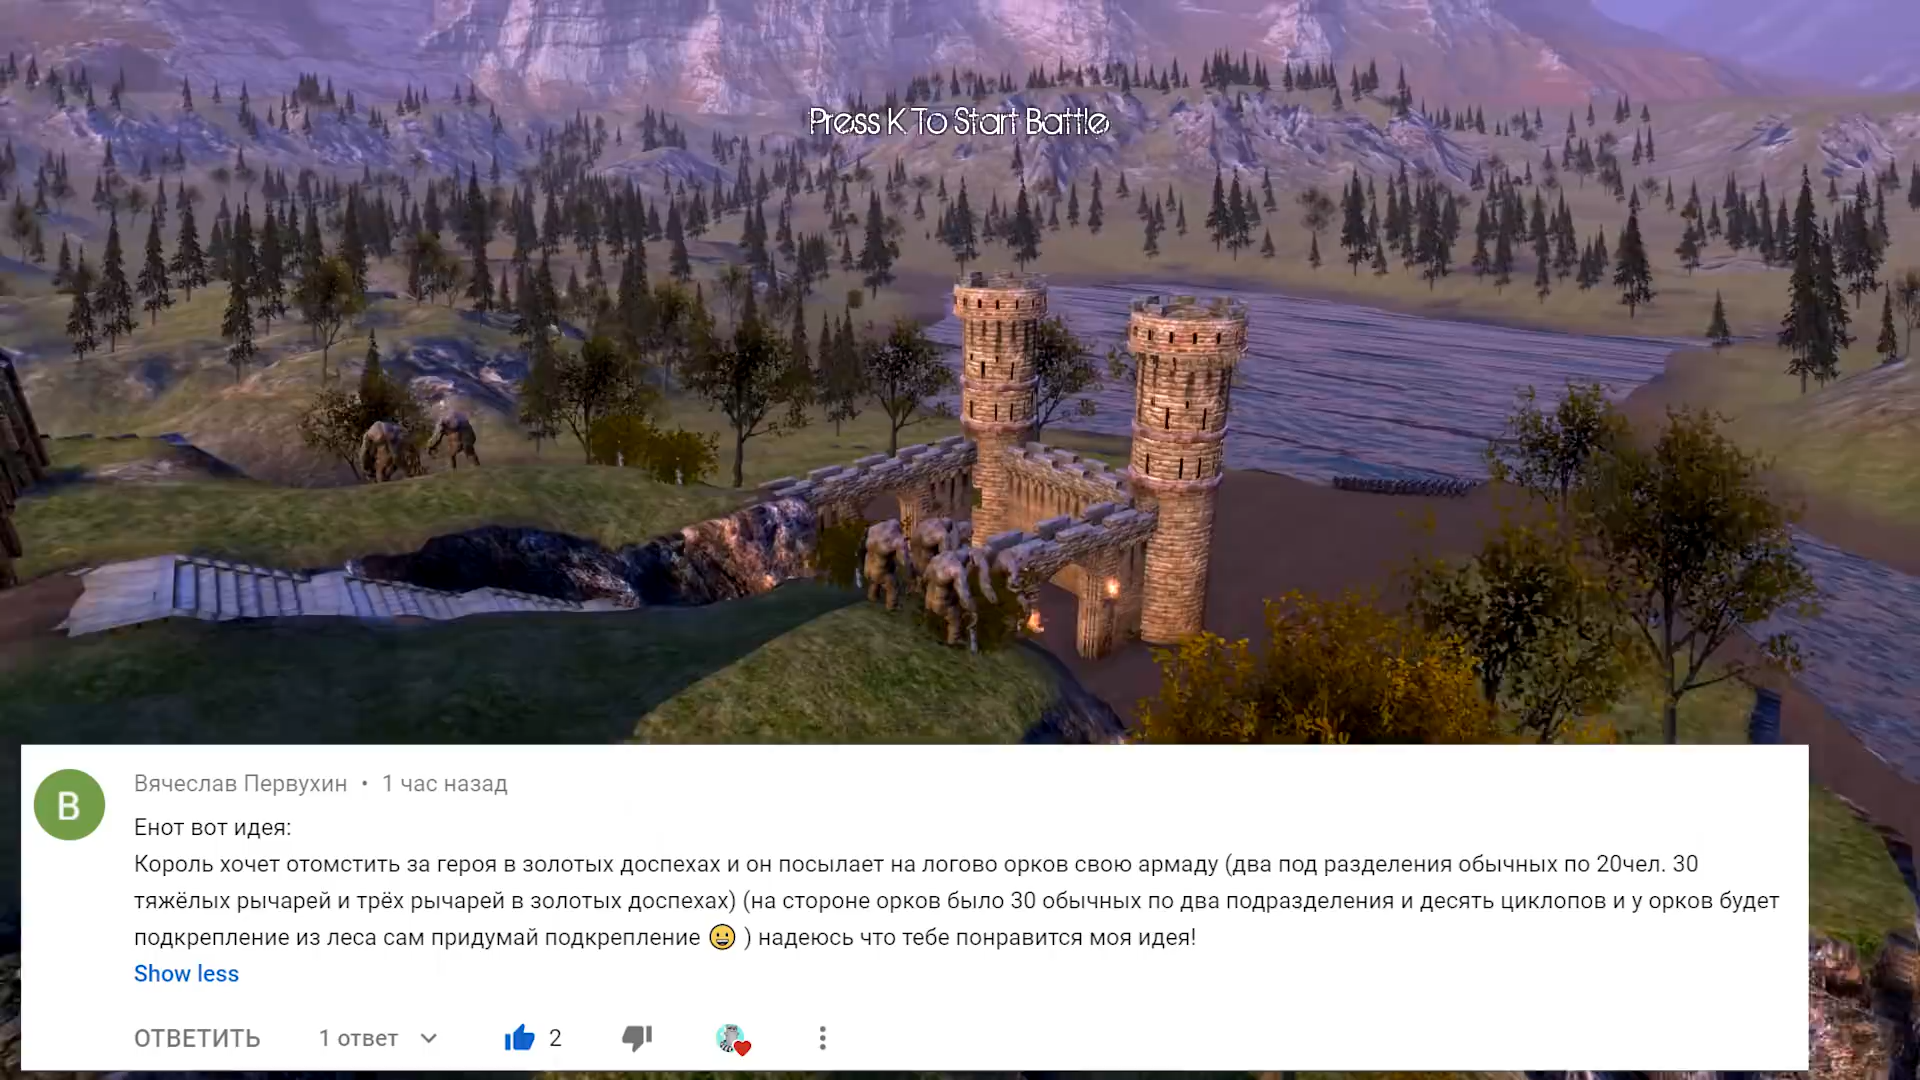 Press K To Start Battle
В
Вячеслав Первухин • 1 час назад
Енот вот идея:
Король хочет отомстить за героя в золотых доспехах и он посылает на логово орков свою армаду (два под разделения обычных по 20чел. 30
тяжёлых рычарей и трёх рычарей в золотых доспехах) (на стороне орков было 30 обычных по два подразделения и десять циклопов и у орков будет
подкрепление из леса сам придумай подкрепление 😀 ) надеюсь что тебе понравится моя идея!
Show less
ОТВЕТИТЬ 1 ответ 2